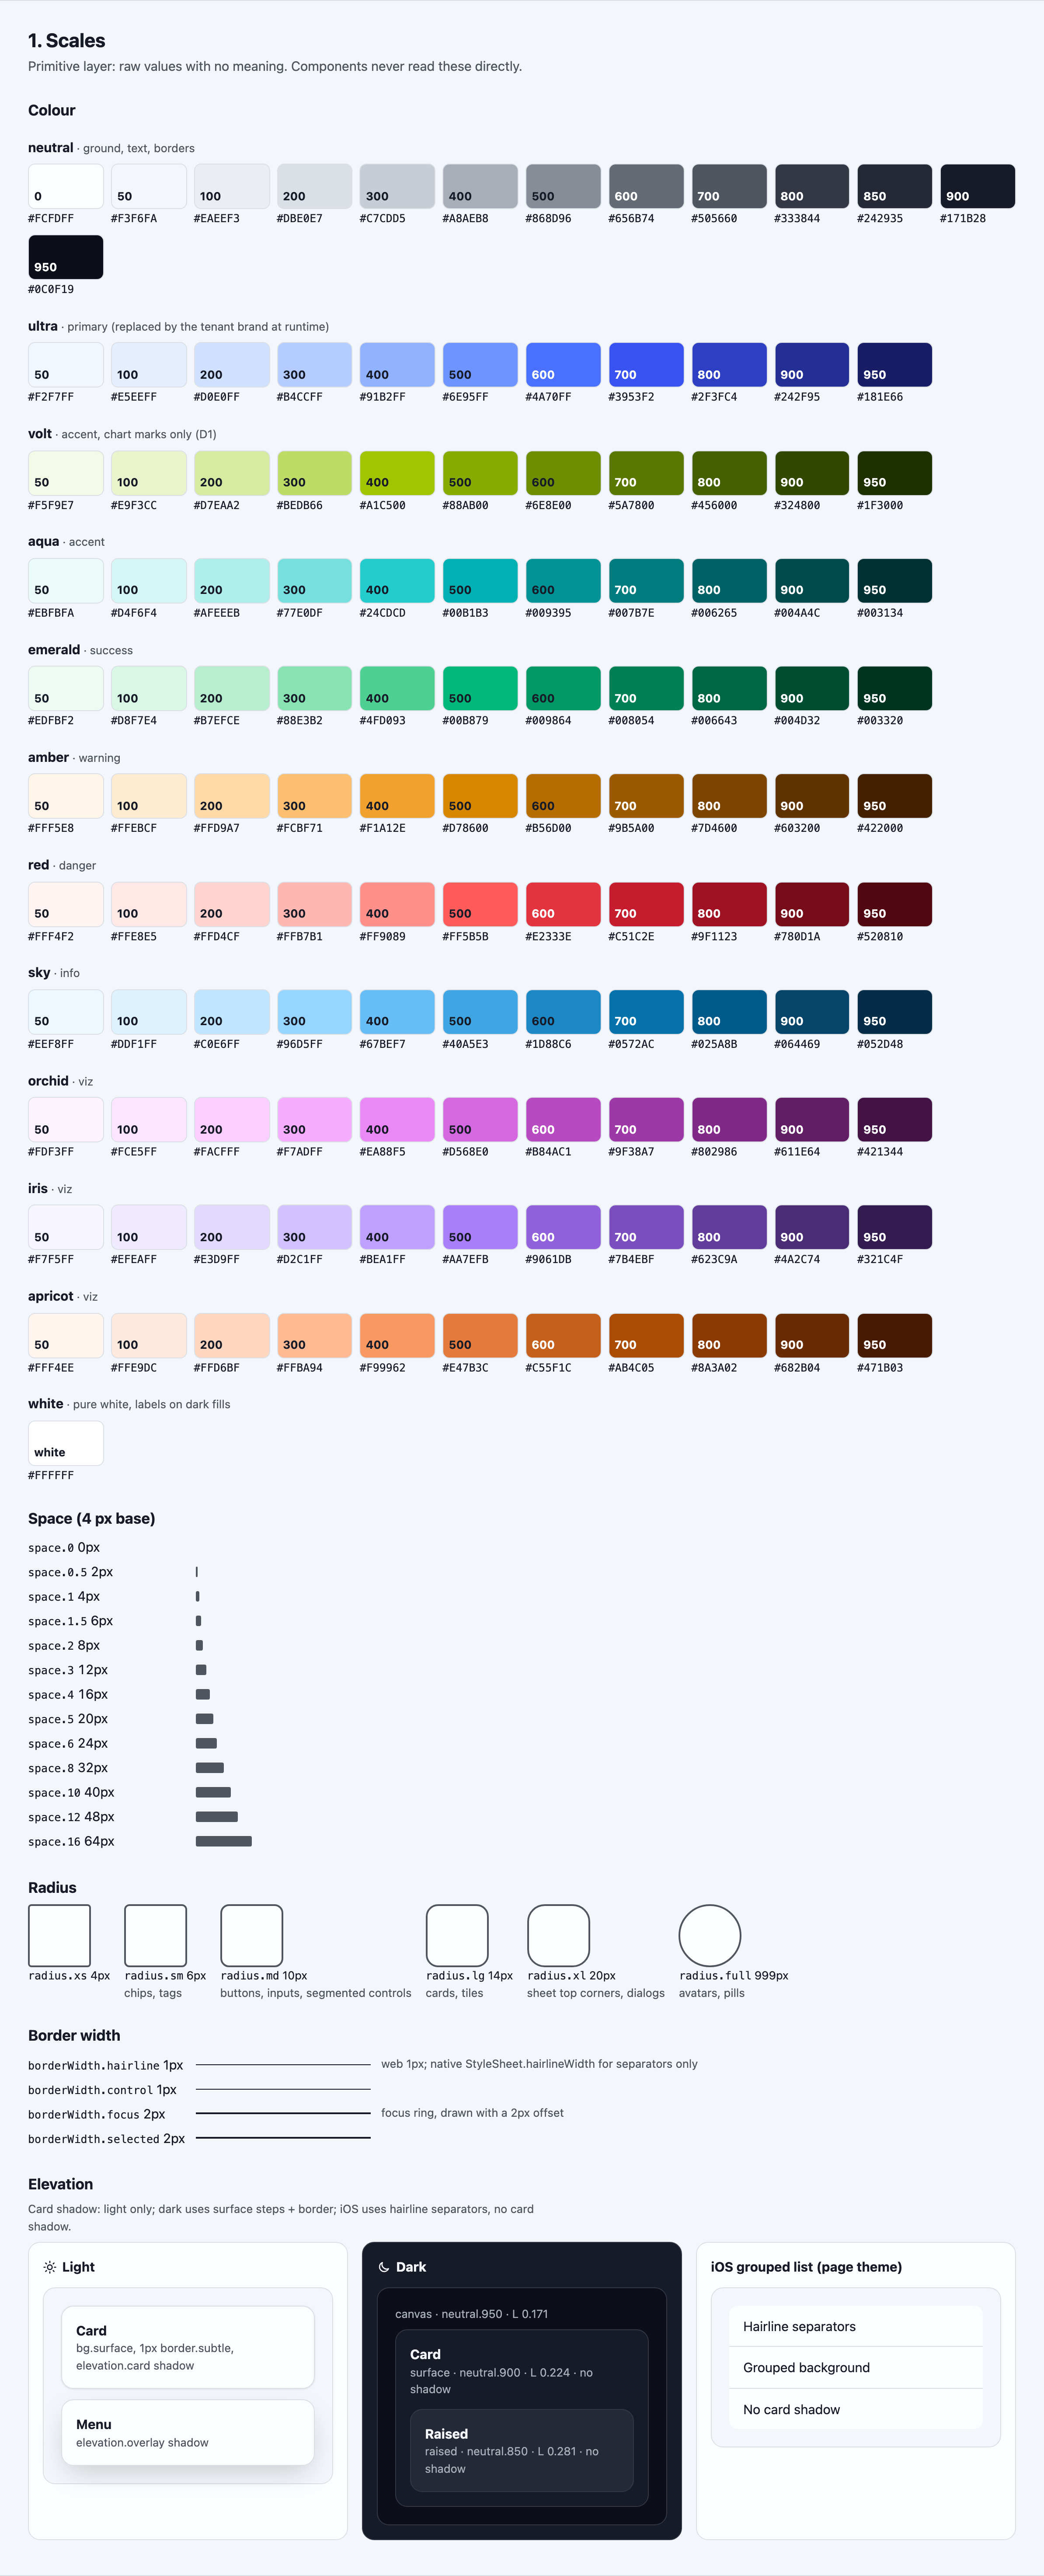 1. Scales
Primitive layer: raw values with no meaning. Components never read these directly.
Colour
neutral · ground, text, borders
0 50 100 200 300 400 500 600 700 800 850 900
#FCFDFF #F3F6FA #EAEEF3 #DBE0E7 #C7CDD5 #A8AEB8 #868D96 #656B74 #505660 #333844 #242935 #171B28
950
#0C0F19
ultra · primary (replaced by the tenant brand at runtime)
50 100 200 300 400 500 600 700 800 900 950
#F2F7FF #E5EEFF #D0E0FF #B4CCFF #91B2FF #6E95FF #4A70FF #3953F2 #2F3FC4 #242F95 #181E66
volt · accent, chart marks only (D1)
50 100 200 300 400 500 600 700 800 900 950
#F5F9E7 #E9F3CC #D7EAA2 #BEDB66 #A1C500 #88AB00 #6E8E00 #5A7800 #456000 #324800 #1F3000
aqua · accent
50 100 200 300 400 500 600 700 800 900 950
#EBFBFA #D4F6F4 #AFEEEB #77E0DF #24CDCD #00B1B3 #009395 #007B7E #006265 #004A4C #003134
emerald · success
50 100 200 300 400 500 600 700 800 900 950
#EDFBF2 #D8F7E4 #B7EFCE #88E3B2 #4FD093 #00B879 #009864 #008054 #006643 #004D32 #003320
amber · warning
50 100 200 300 400 500 600 700 800 900 950
#FFF5E8 #FFEBCF #FFD9A7 #FCBF71 #F1A12E #D78600 #B56D00 #9B5A00 #7D4600 #603200 #422000
red · danger
50 100 200 300 400 500 600 700 800 900 950
#FFF4F2 #FFE8E5 #FFD4CF #FFB7B1 #FF9089 #FF5B5B #E2333E #C51C2E #9F1123 #780D1A #520810
sky · info
50 100 200 300 400 500 600 700 800 900 950
#EEF8FF #DDF1FF #C0E6FF #96D5FF #67BEF7 #40A5E3 #1D88C6 #0572AC #025A8B #064469 #052D48
orchid · viz
50 100 200 300 400 500 600 700 800 900 950
#FDF3FF #FCE5FF #FACFFF #F7ADFF #EA88F5 #D568E0 #B84AC1 #9F38A7 #802986 #611E64 #421344
iris · viz
50 100 200 300 400 500 600 700 800 900 950
#F7F5FF #EFEAFF #E3D9FF #D2C1FF #BEA1FF #AA7EFB #9061DB #7B4EBF #623C9A #4A2C74 #321C4F
apricot · viz
50 100 200 300 400 500 600 700 800 900 950
#FFF4EE #FFE9DC #FFD6BF #FFBA94 #F99962 #E47B3C #C55F1C #AB4C05 #8A3A02 #682B04 #471B03
white · pure white, labels on dark fills
white
#FFFFFF
Space (4 px base)
space.0 0px
space.0.5 2px
space.1 4px
space.1.5 6px
space.2 8px
space.3 12px
space.4 16px
space.5 20px
space.6 24px
space.8 32px
space.10 40px
space.12 48px
space.16 64px
Radius
radius.xs 4px radius.sm 6px radius.md 10px radius.lg 14px radius.xl 20px radius.full 999px
chips, tags buttons, inputs, segmented controls cards, tiles sheet top corners, dialogs avatars, pills
Border width
borderWidth.hairline 1px web 1px; native StyleSheet.hairlineWidth for separators only
borderWidth.control 1px
borderWidth.focus 2px focus ring, drawn with a 2px offset
borderWidth.selected 2px
Elevation
Card shadow: light only; dark uses surface steps + border; iOS uses hairline separators, no card
shadow.
Light
Card
bg.surface, 1px border.subtle,
elevation.card shadow
Menu
elevation.overlay shadow
Dark
canvas · neutral.950 · L 0.171
Card
surface · neutral.900 · L 0.224 · no
shadow
Raised
raised · neutral.850 · L 0.281 · no
shadow
iOS grouped list (page theme)
Hairline separators
Grouped background
No card shadow